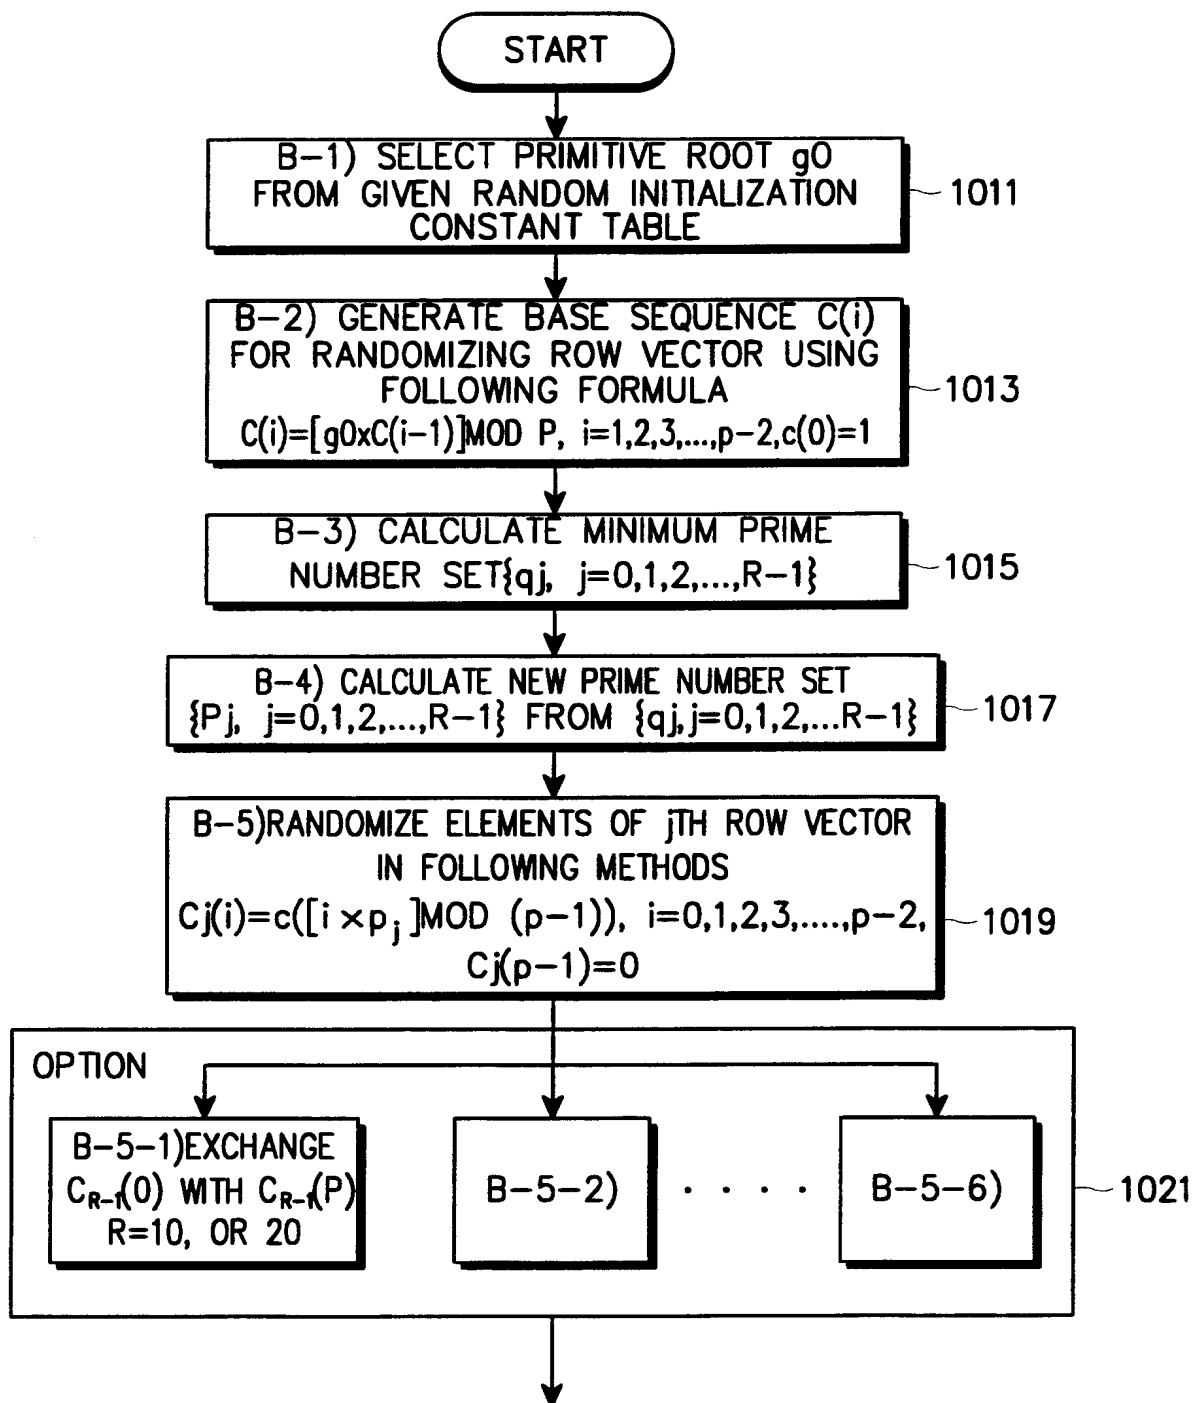 START
B-1) SELECT PRIMITIVE ROOT g0
FROM GIVEN RANDOM INITIALIZATION
CONSTANT TABLE
1011
B-2) GENERATE BASE SEQUENCE C(i)
FOR RANDOMIZING ROW VECTOR USING
FOLLOWING FORMULA
C(i)=[g0xC(i-1)]MOD P, i=1,2,3,...,p-2,c(0)=1
1013
B-3) CALCULATE MINIMUM PRIME
NUMBER SET{qj, j=0,1,2,...,R-1}
1015
B-4) CALCULATE NEW PRIME NUMBER SET
{Pj, j=0,1,2,...,R-1} FROM {qj,j=0,1,2,...R-1}
1017
B-5)RANDOMIZE ELEMENTS OF jTH ROW VECTOR
IN FOLLOWING METHODS
Cj(i)=c([i×p_j]MOD (p-1)), i=0,1,2,3,....,p-2,
Cj(p-1)=0
1019
OPTION
B-5-1)EXCHANGE
C_R-1(0) WITH C_R-1(P)
R=10, OR 20
B-5-2)
. . . .
B-5-6)
1021